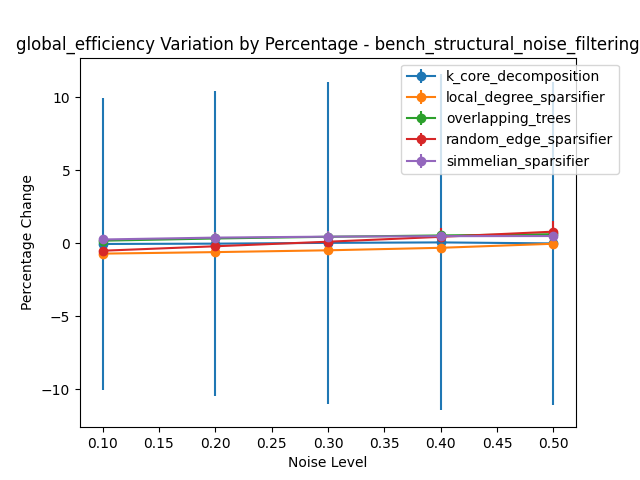 global_efficiency Variation by Percentage - bench_structural_noise_filtering
k_core_decomposition
local_degree_sparsifier
overlapping_trees
random_edge_sparsifier
simmelian_sparsifier
Percentage Change
10
5
0
−5
−10
0.10 0.15 0.20 0.25 0.30 0.35 0.40 0.45 0.50
Noise Level